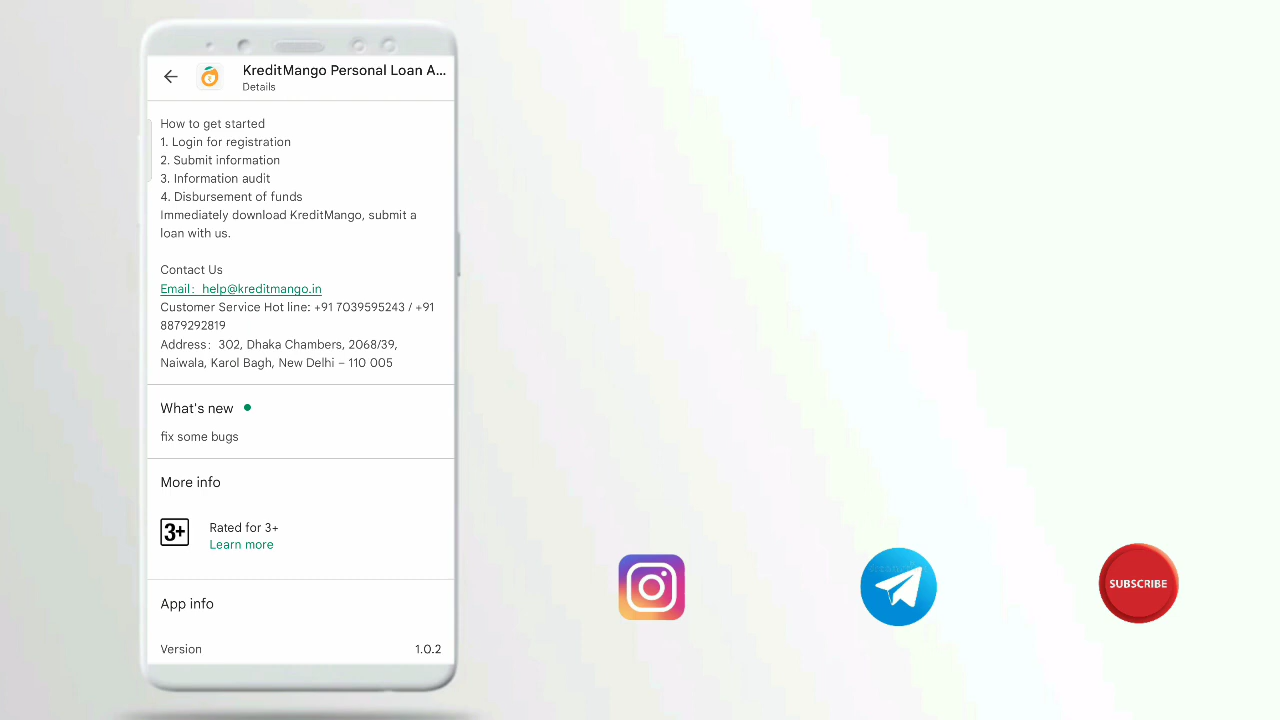 KreditMango Personal Loan A...
Details
How to get started
1. Login for registration
2. Submit information
3. Information audit
4. Disbursement of funds
Immediately download KreditMango, submit a
loan with us.
Contact Us
Email： help@kreditmango.in
Customer Service Hot line: +91 7039595243 / +91
8879292819
Address： 302, Dhaka Chambers, 2068/39,
Naiwala, Karol Bagh, New Delhi – 110 005
What's new
fix some bugs
More info
3+
Rated for 3+
Learn more
App info
Version 1.0.2
SUBSCRIBE